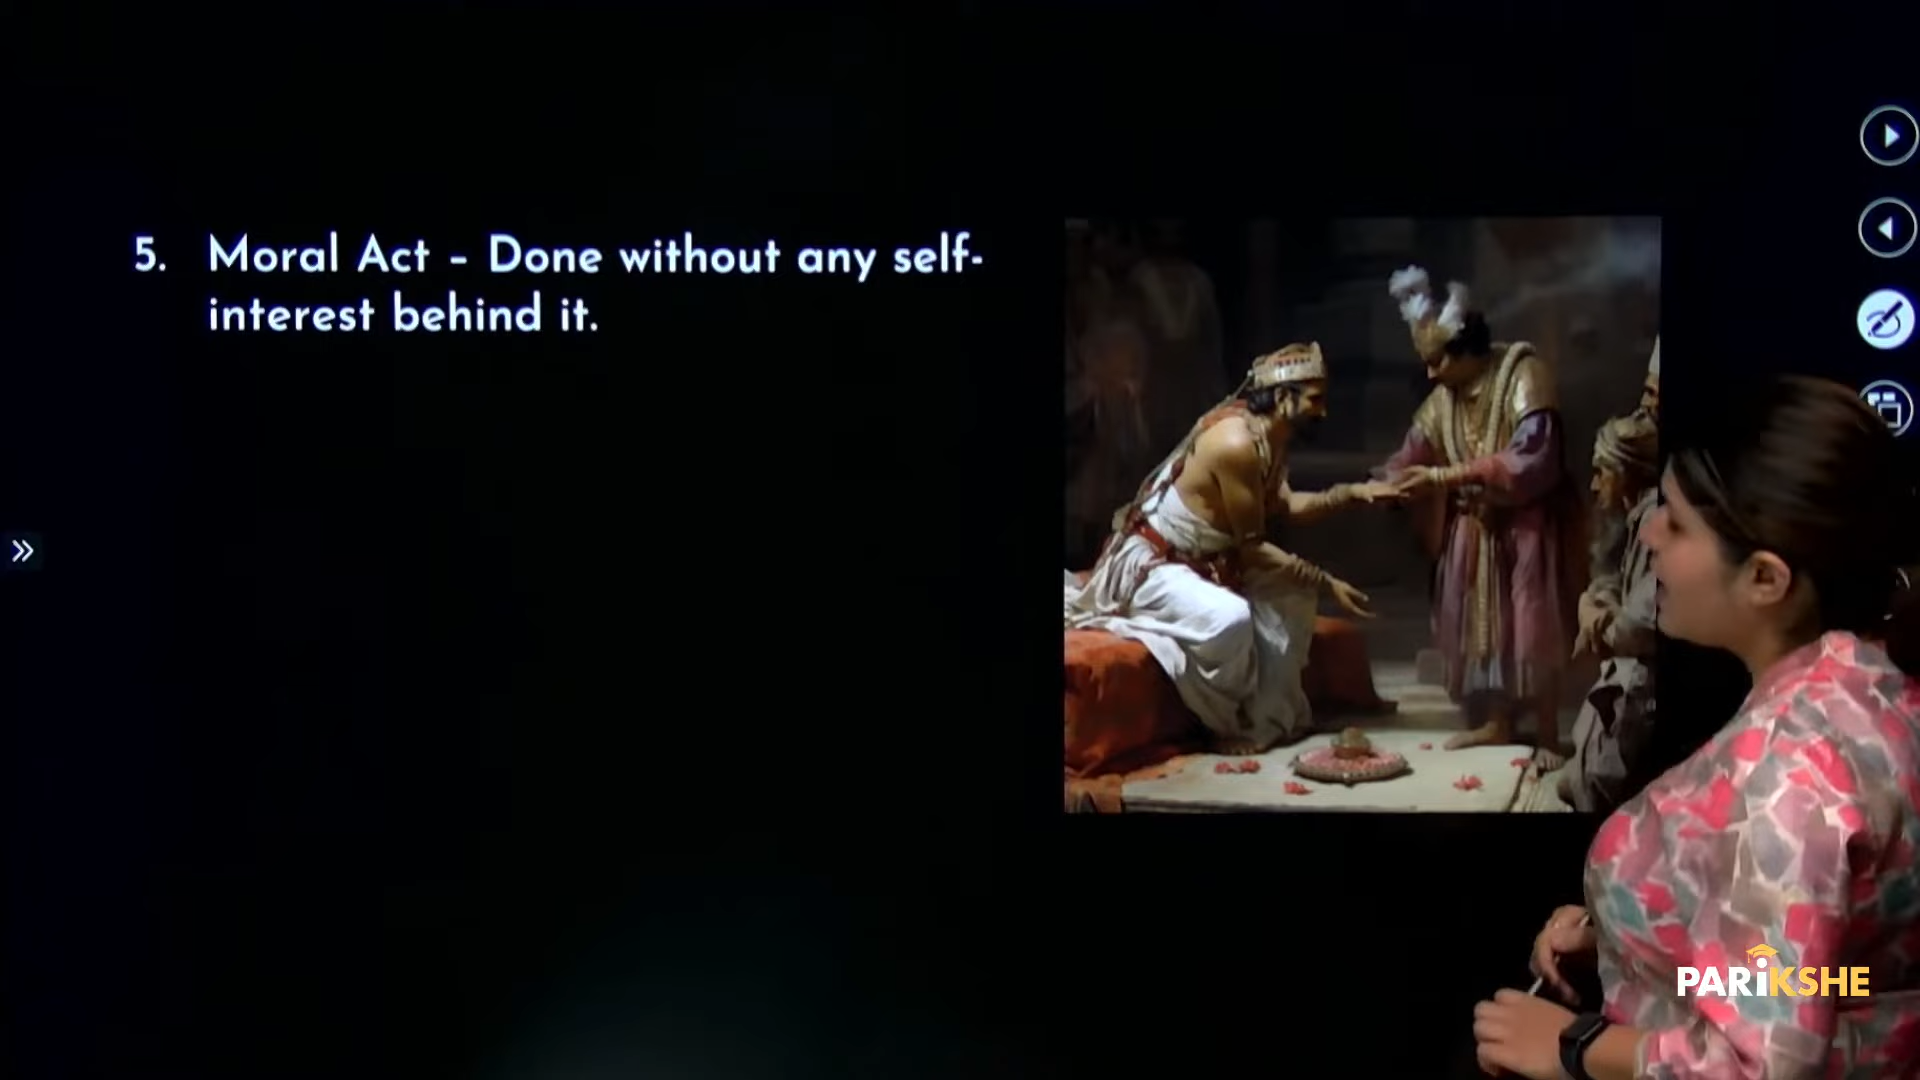 5. Moral Act – Done without any self-
interest behind it.
PARiKSHE